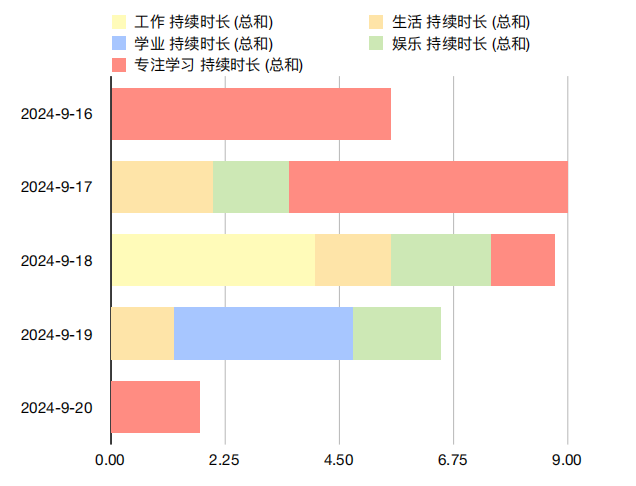 工作 持续时长 (总和) 生活 持续时长 (总和)
学业 持续时长 (总和) 娱乐 持续时长 (总和)
专注学习 持续时长 (总和)
2024-9-16
2024-9-17
2024-9-18
2024-9-19
2024-9-20
0.00 2.25 4.50 6.75 9.00